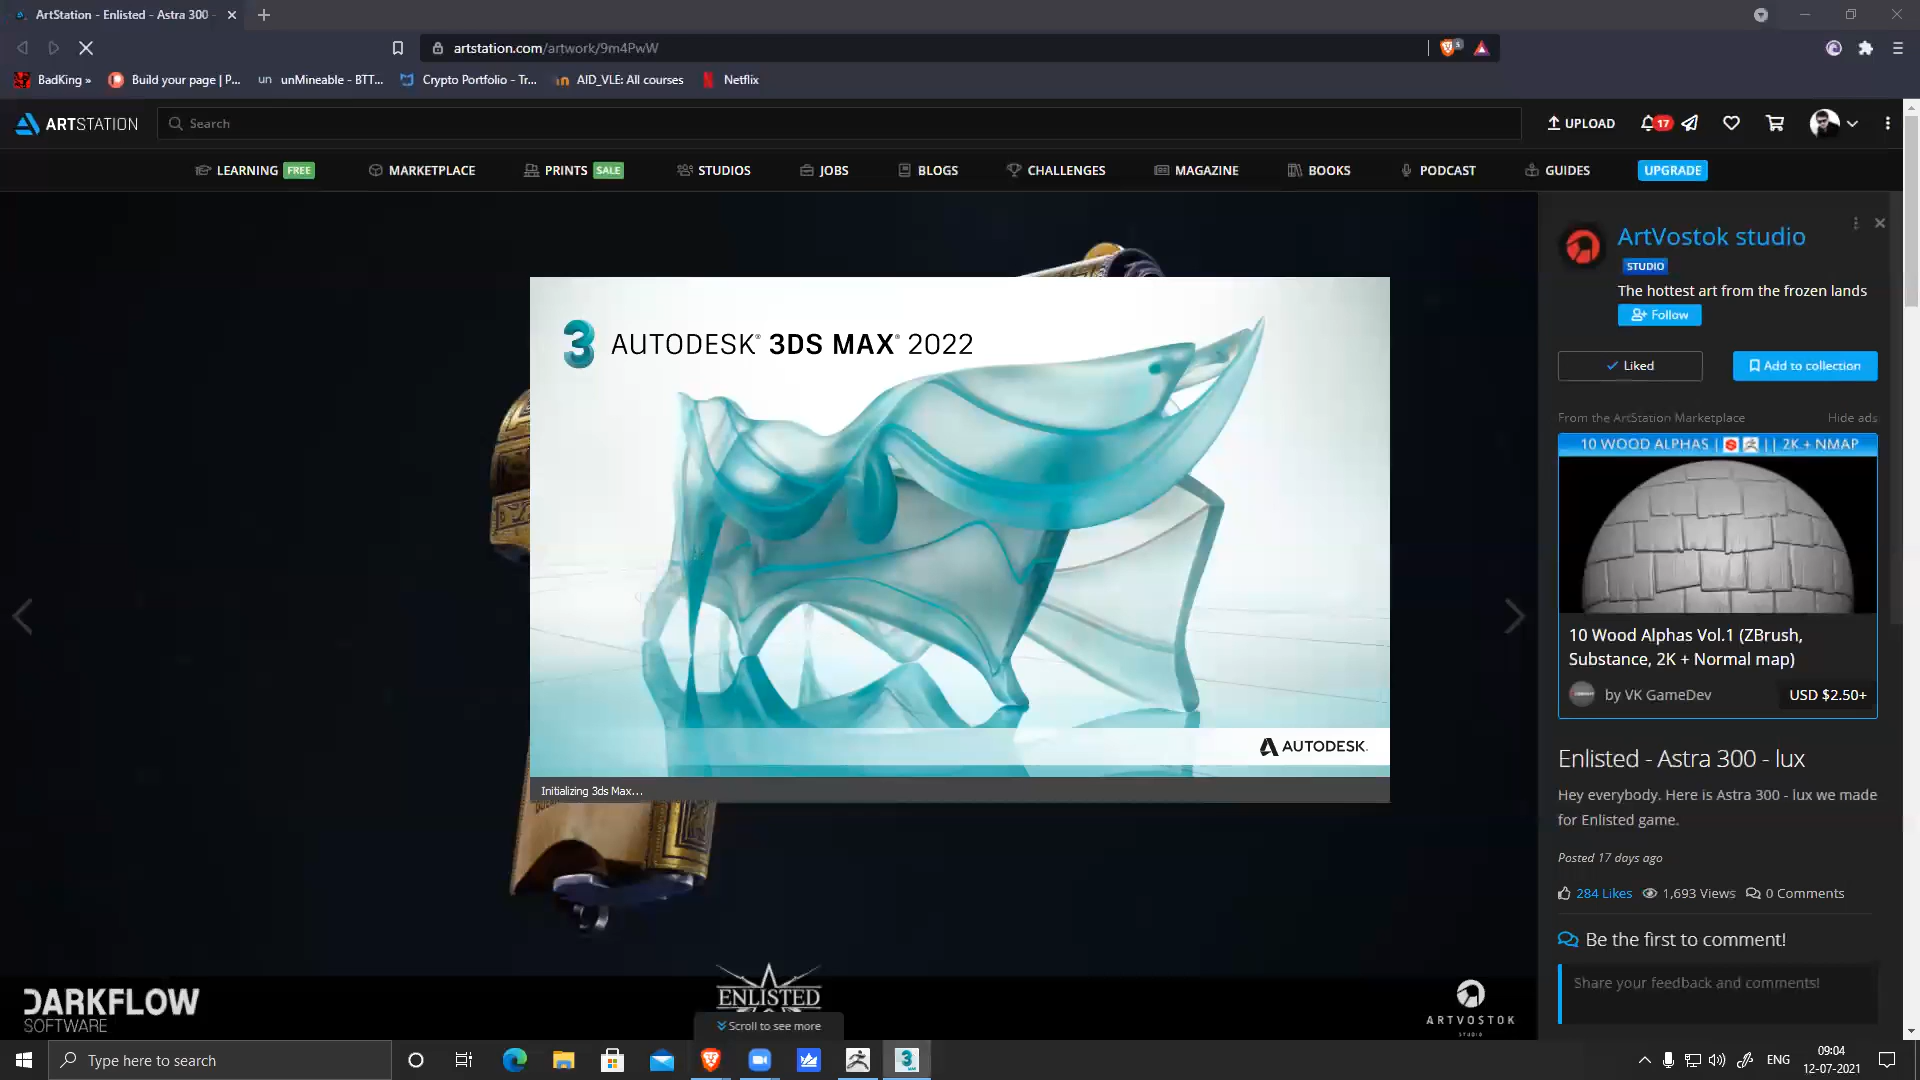 ArtStation - Enlisted - Astra 300 -
artstation.com/artwork/9m4PwW
BadKing »
Build your page | P...
unMineable - BTT...
Crypto Portfolio - Tr...
AID_VLE: All courses
Netflix
ARTSTATION
Search
UPLOAD
17
LEARNING FREE
MARKETPLACE
PRINTS SALE
STUDIOS
JOBS
BLOGS
CHALLENGES
MAGAZINE
BOOKS
PODCAST
GUIDES
UPGRADE
3 AUTODESK® 3DS MAX® 2022
AUTODESK.
Initializing 3ds Max...
ArtVostok studio
STUDIO
The hottest art from the frozen lands
Follow
Liked
Add to collection
From the ArtStation Marketplace
Hide ads
10 WOOD ALPHAS | || 2K + NMAP
10 Wood Alphas Vol.1 (ZBrush,
Substance, 2K + Normal map)
by VK GameDev
USD $2.50+
Enlisted - Astra 300 - lux
Hey everybody. Here is Astra 300 - lux we made
for Enlisted game.
Posted 17 days ago
284 Likes
1,693 Views
0 Comments
Be the first to comment!
Share your feedback and comments!
DARKFLOW
SOFTWARE
ENLISTED
Scroll to see more
ARTVOSTOK
STUDIO
Type here to search
ENG
09:04
12-07-2021